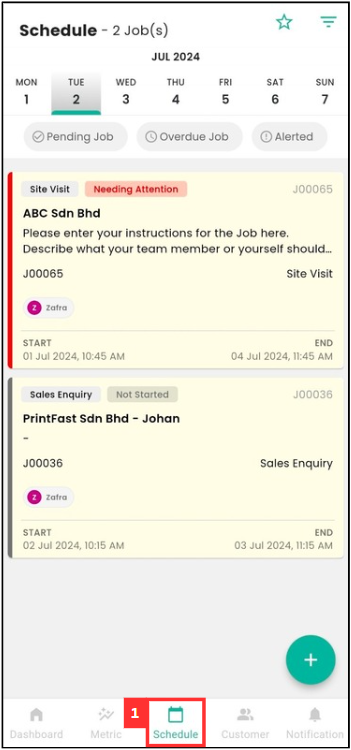 Schedule - 2 Job(s)
JUL 2024
MON TUE WED THU FRI SAT SUN
1 2 3 4 5 6 7
Pending Job Overdue Job Alerted
Site Visit Needing Attention J00065
ABC Sdn Bhd
Please enter your instructions for the Job here.
Describe what your team member or yourself should...
J00065 Site Visit
Z Zafra
START END
01 Jul 2024, 10:45 AM 04 Jul 2024, 11:45 AM
Sales Enquiry Not Started J00036
PrintFast Sdn Bhd - Johan
-
J00036 Sales Enquiry
Z Zafra
START END
02 Jul 2024, 10:15 AM 03 Jul 2024, 11:15 AM
+
1
Dashboard Metric Schedule Customer Notification